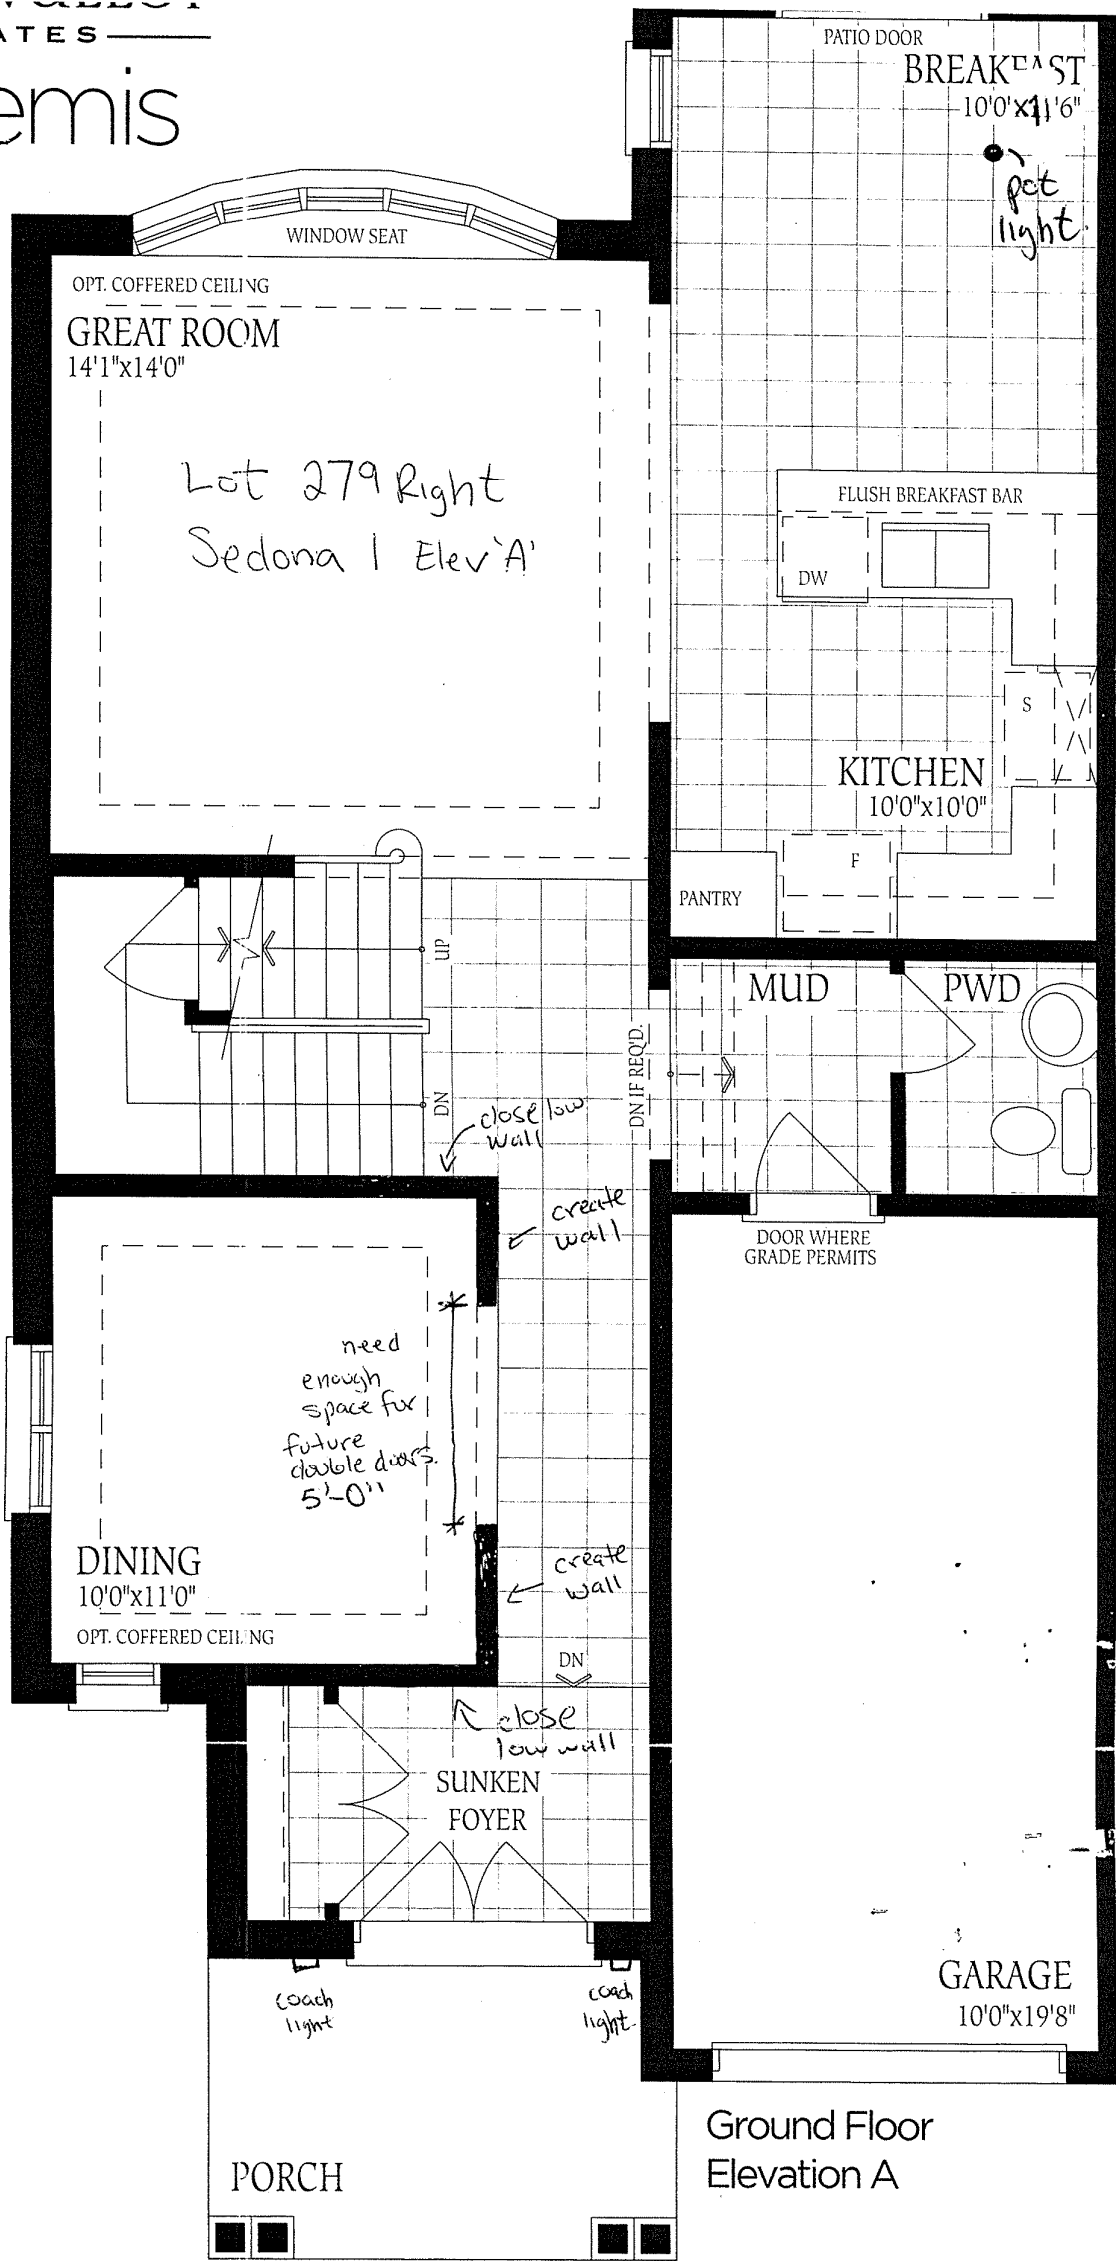 ATES
emis
PATIO DOOR
BREAKFAST
10'0"x11'6"
pot
light
WINDOW SEAT
OPT. COFFERED CEILING
GREAT ROOM
14'1"x14'0"
Lot 279 Right
Sedona 1 Elev 'A'
FLUSH BREAKFAST BAR
DW
S
KITCHEN
10'0"x10'0"
F
PANTRY
UP
DN
MUD
PWD
DN IF REQ'D.
close low
wall
create
wall
DOOR WHERE
GRADE PERMITS
need
enough
space for
future
double doors.
5'-0"
DINING
10'0"x11'0"
OPT. COFFERED CEILING
create
wall
DN
close
low wall
SUNKEN
FOYER
coach
light
coach
light
GARAGE
10'0"x19'8"
PORCH
Ground Floor
Elevation A